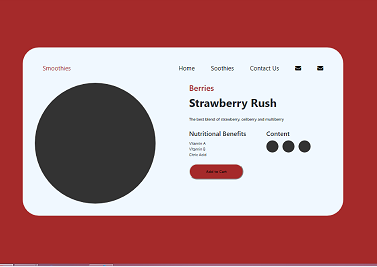 Smoothies
Home Soothies Contact Us
Berries
Strawberry Rush
The best blend of strawberry, cellberry and multiberry
Nutritional Benefits
Content
Vitamin A
Vitamin B
Citric Acid
Add to Cart